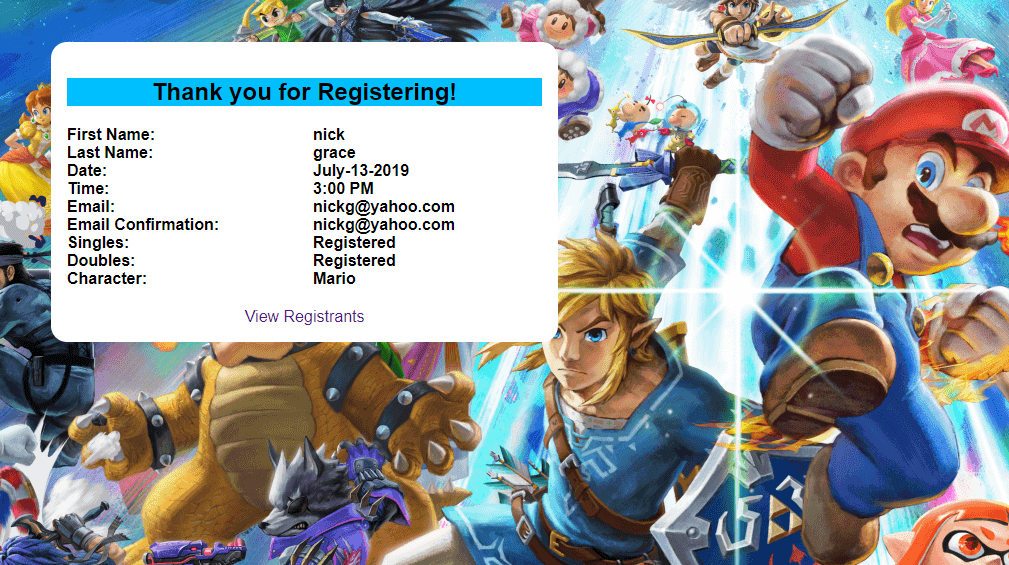 Thank you for Registering!
First Name: nick
Last Name: grace
Date: July-13-2019
Time: 3:00 PM
Email: nickg@yahoo.com
Email Confirmation: nickg@yahoo.com
Singles: Registered
Doubles: Registered
Character: Mario
View Registrants